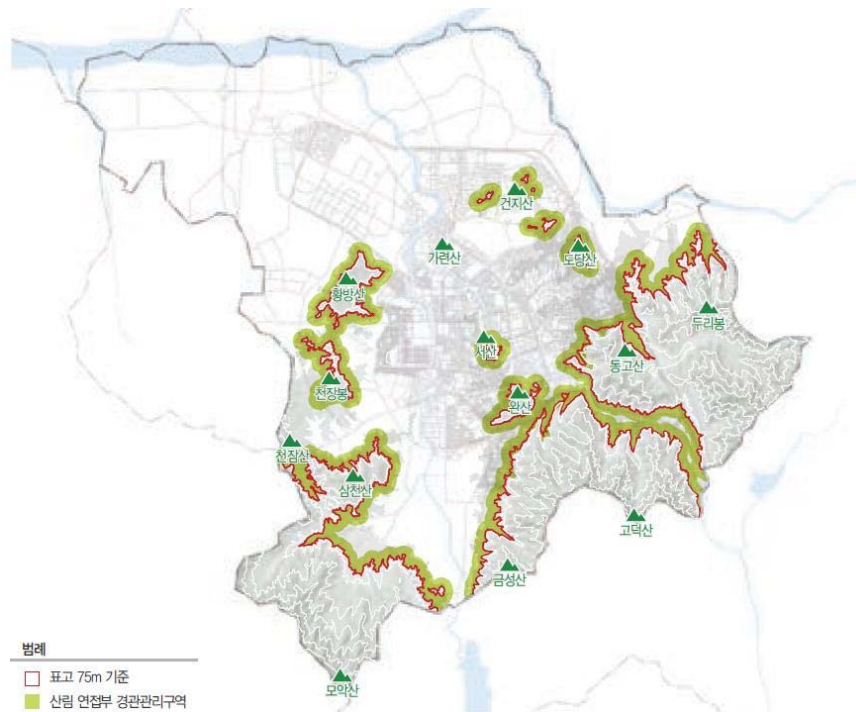 건지산
가련산
도당산
황방산
두리봉
서산
동고산
천장봉
완산
천잠산
삼천산
고덕산
금성산
모악산
범례
표고 75m 기준
산림 연접부 경관관리구역